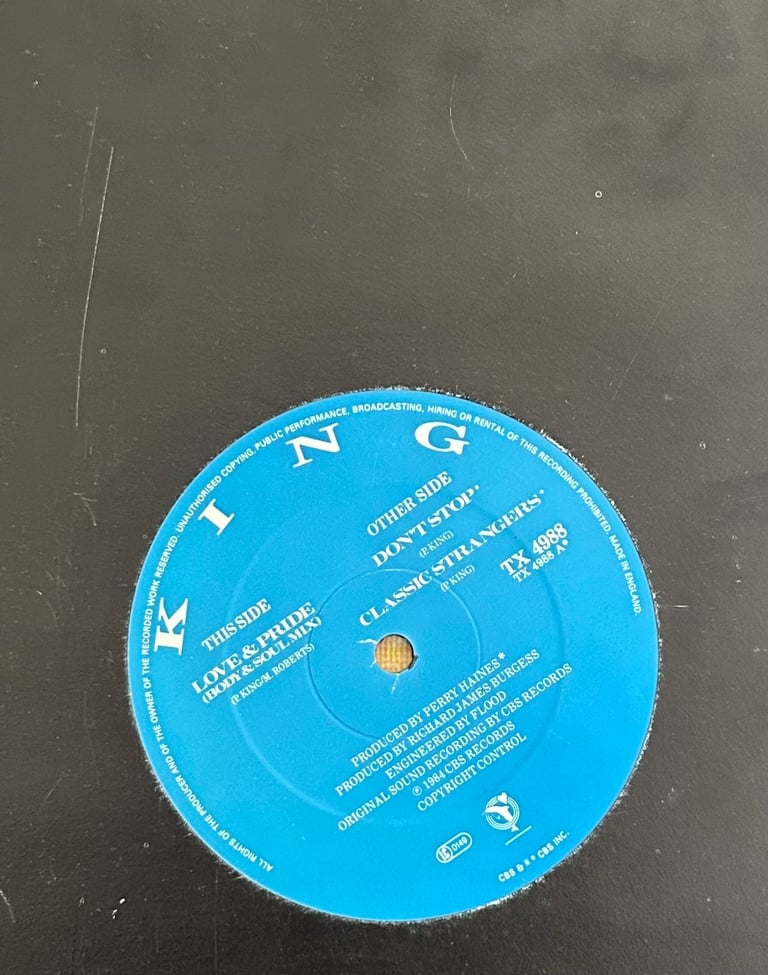 ALL RIGHTS OF THE PRODUCER AND OF THE OWNER OF THE RECORDED WORK RESERVED. UNAUTHORISED COPYING, PUBLIC PERFORMANCE, BROADCASTING, HIRING OR RENTAL OF THIS RECORDING PROHIBITED. MADE IN ENGLAND.
KING
THIS SIDE
LOVE & PRIDE
(BODY & SOUL MIX)
(P. KING/M. ROBERTS)
OTHER SIDE
DON'T STOP*
(P. KING)
CLASSIC STRANGERS*
(P. KING)
TX 4988
TX 4988 A*
PRODUCED BY PERRY HAINES*
PRODUCED BY RICHARD JAMES BURGESS
ENGINEERED BY FLOOD
ORIGINAL SOUND RECORDING BY CBS RECORDS
℗ 1984 CBS RECORDS
COPYRIGHT CONTROL
0149
CBS INC.